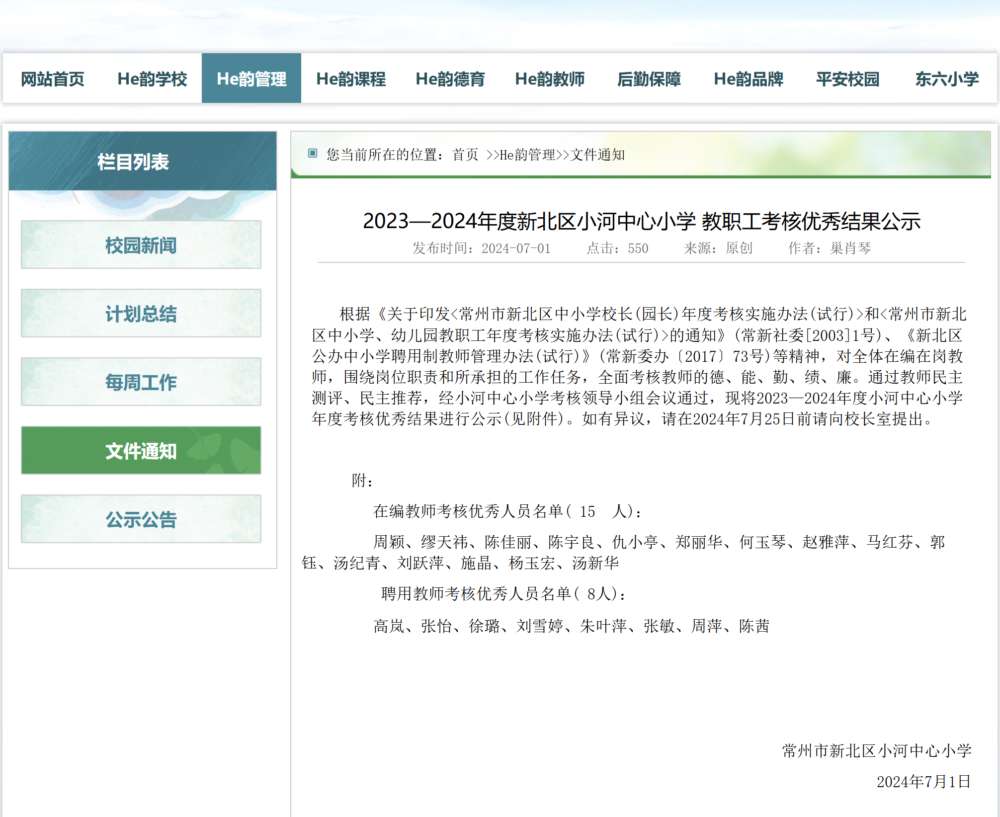 网站首页 He韵学校 He韵管理 He韵课程 He韵德育 He韵教师 后勤保障 He韵品牌 平安校园 东六小学
栏目列表
校园新闻
计划总结
每周工作
文件通知
公示公告
您当前所在的位置：首页 >>He韵管理>>文件通知
2023—2024年度新北区小河中心小学 教职工考核优秀结果公示
发布时间：2024-07-01 点击：550 来源：原创 作者：巢肖琴
根据《关于印发<常州市新北区中小学校长(园长)年度考核实施办法(试行)>和<常州市新北
区中小学、幼儿园教职工年度考核实施办法(试行)>的通知》(常新社委[2003]1号)、《新北区
公办中小学聘用制教师管理办法(试行)》(常新委办〔2017〕73号)等精神，对全体在编在岗教
师，围绕岗位职责和所承担的工作任务，全面考核教师的德、能、勤、绩、廉。通过教师民主
测评、民主推荐，经小河中心小学考核领导小组会议通过，现将2023—2024年度小河中心小学
年度考核优秀结果进行公示(见附件)。如有异议，请在2024年7月25日前请向校长室提出。
附：
在编教师考核优秀人员名单( 15 人)：
周颖、缪天祎、陈佳丽、陈宇良、仇小亭、郑丽华、何玉琴、赵雅萍、马红芬、郭
钰、汤纪青、刘跃萍、施晶、杨玉宏、汤新华
聘用教师考核优秀人员名单( 8人)：
高岚、张怡、徐璐、刘雪婷、朱叶萍、张敏、周萍、陈茜
常州市新北区小河中心小学
2024年7月1日